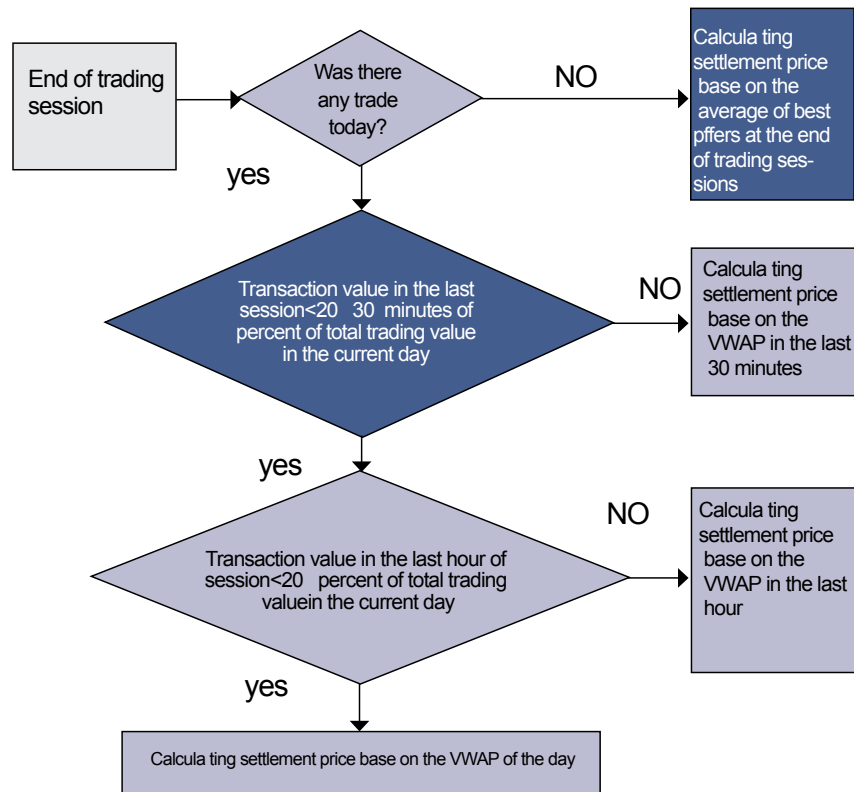 End of trading
session
Was there
any trade
today?
NO
Calcula ting
settlement price
base on the
average of best
pffers at the end
of trading ses-
sions
yes
Transaction value in the last
session<20 30 minutes of
percent of total trading value
in the current day
NO
Calcula ting
settlement price
base on the
VWAP in the last
30 minutes
yes
Transaction value in the last hour of
session<20 percent of total trading
valuein the current day
NO
Calcula ting
settlement price
base on the
VWAP in the last
hour
yes
Calcula ting settlement price base on the VWAP of the day